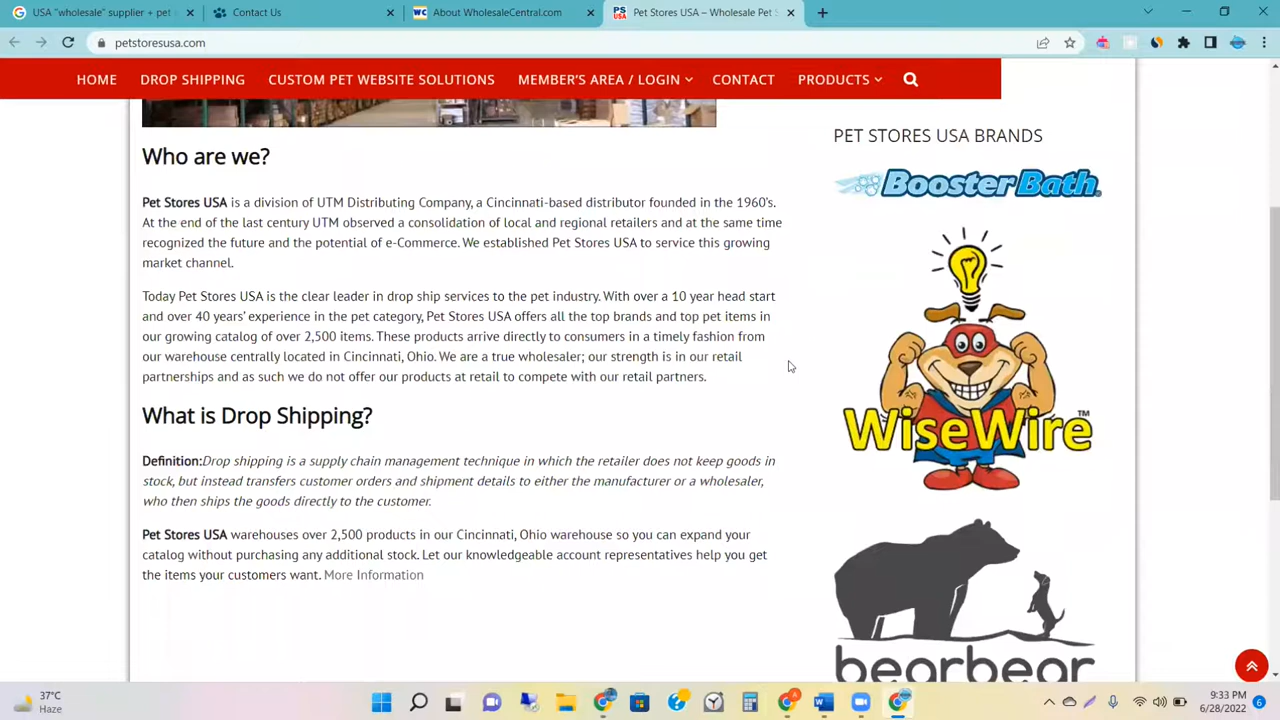 USA "wholesale" supplier + pet
Contact Us
About WholesaleCentral.com
Pet Stores USA – Wholesale Pet S
petstoresusa.com
HOME DROP SHIPPING CUSTOM PET WEBSITE SOLUTIONS MEMBER'S AREA / LOGIN CONTACT PRODUCTS
Who are we?
Pet Stores USA is a division of UTM Distributing Company, a Cincinnati-based distributor founded in the 1960's.
At the end of the last century UTM observed a consolidation of local and regional retailers and at the same time
recognized the future and the potential of e-Commerce. We established Pet Stores USA to service this growing
market channel.
Today Pet Stores USA is the clear leader in drop ship services to the pet industry. With over a 10 year head start
and over 40 years' experience in the pet category, Pet Stores USA offers all the top brands and top pet items in
our growing catalog of over 2,500 items. These products arrive directly to consumers in a timely fashion from
our warehouse centrally located in Cincinnati, Ohio. We are a true wholesaler; our strength is in our retail
partnerships and as such we do not offer our products at retail to compete with our retail partners.
What is Drop Shipping?
Definition:Drop shipping is a supply chain management technique in which the retailer does not keep goods in
stock, but instead transfers customer orders and shipment details to either the manufacturer or a wholesaler,
who then ships the goods directly to the customer.
Pet Stores USA warehouses over 2,500 products in our Cincinnati, Ohio warehouse so you can expand your
catalog without purchasing any additional stock. Let our knowledgeable account representatives help you get
the items your customers want. More Information
PET STORES USA BRANDS
BoosterBath
WiseWire™
bearbear
37°C
Haze
9:33 PM
6/28/2022
6